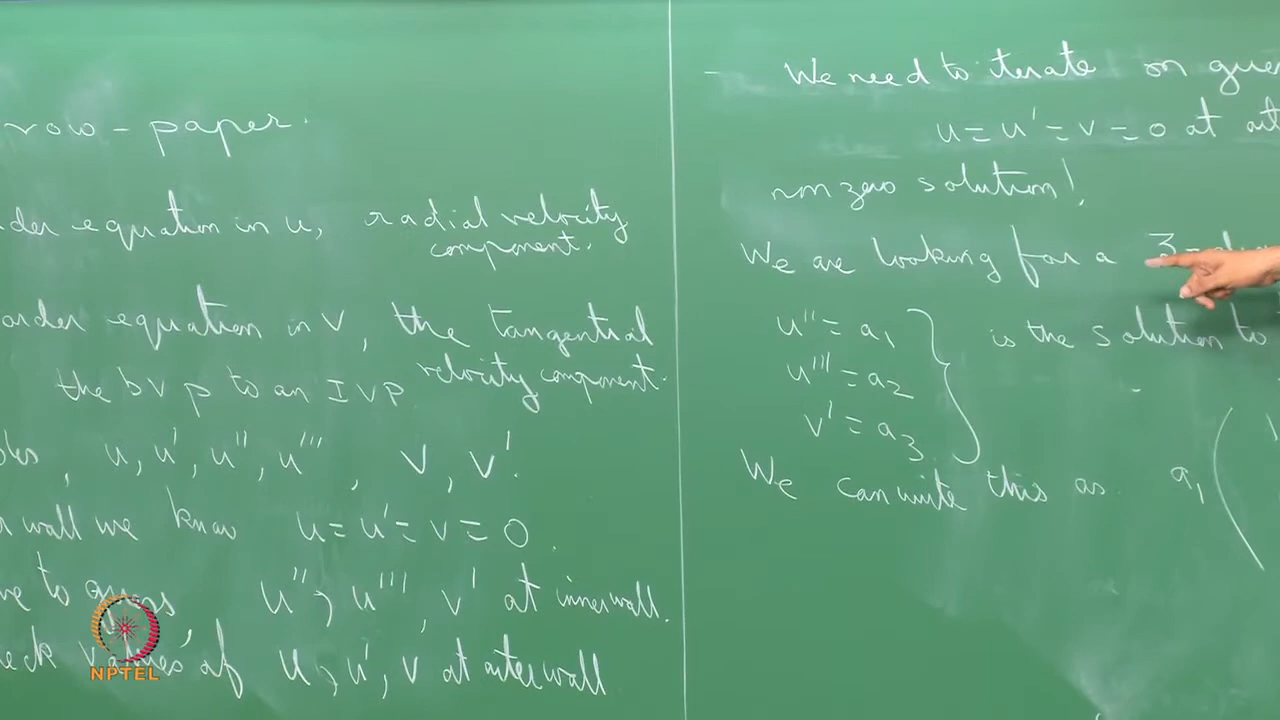 row - paper.
der equation in u, radial velocity
component.
order equation in v, the tangential
velocity component.
the bvp to an IVP
u, u', u'', u''', v, v'.
wall we know u = u' = v = 0.
to guess, u'', u''', v' at inner wall.
values of u, u', v at outer wall
We need to iterate on
u = u' = v = 0 at
non zero solution!
We are looking for a 3-
u'' = a1
u''' = a2
v' = a3
is the solution to
We can write this as a1 (
NPTEL